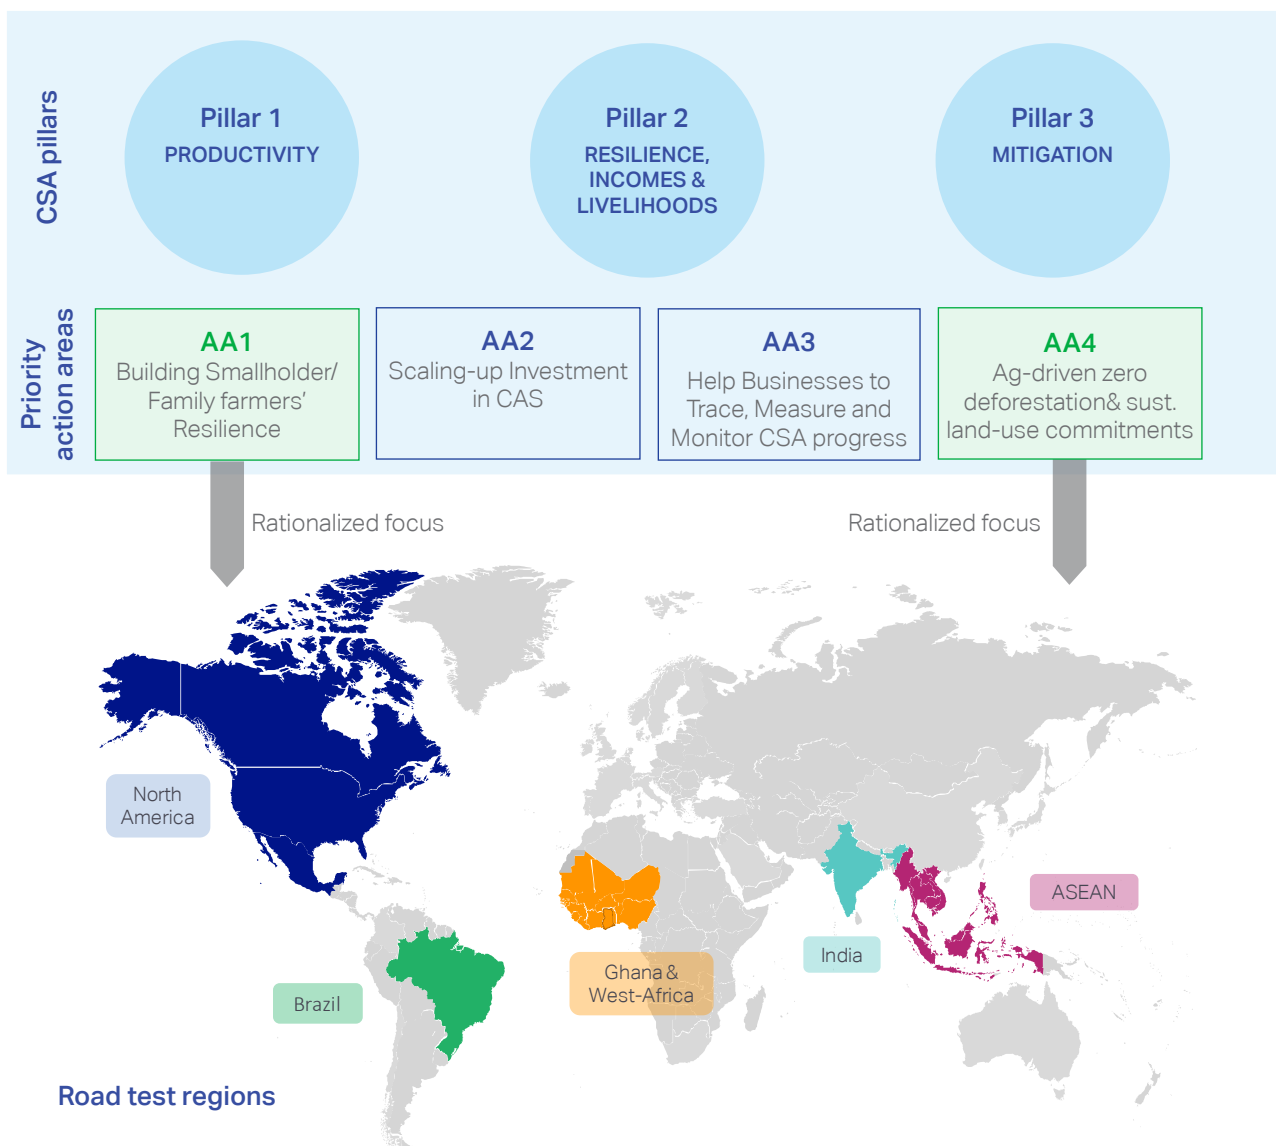 CSA pillars
Pillar 1
PRODUCTIVITY
Pillar 2
RESILIENCE,
INCOMES &
LIVELIHOODS
Pillar 3
MITIGATION
Priority
action areas
AA1
Building Smallholder/
Family farmers’
Resilience
AA2
Scaling-up Investment
in CAS
AA3
Help Businesses to
Trace, Measure and
Monitor CSA progress
AA4
Ag-driven zero
deforestation& sust.
land-use commitments
Rationalized focus
Rationalized focus
North
America
Brazil
Ghana &
West-Africa
India
ASEAN
Road test regions